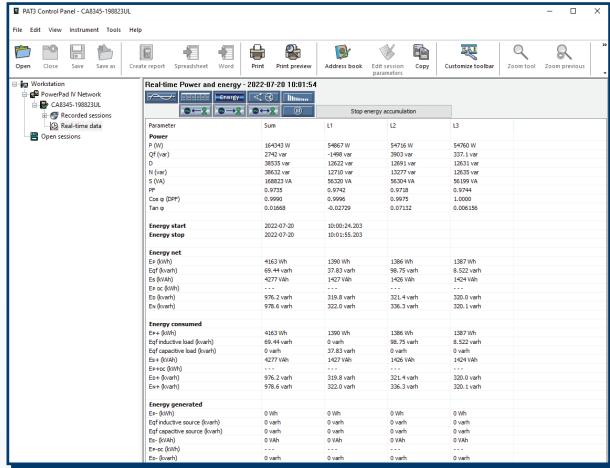 PAT3 Control Panel - CA8345-198823UL
File Edit View Instrument Tools Help
Open Close Save Save as Create report Spreadsheet Word Print Print preview Address book Edit session parameters Copy Customize toolbar Zoom tool Zoom previous
Workstation
PowerPad IV Network
CA8345-198823UL
Recorded sessions
Real-time data
Open sessions
Real-time Power and energy - 2022-07-20 10:01:54
Energy
Stop energy accumulation
Parameter Sum L1 L2 L3
Power
P (W) 164343 W 54867 W 54716 W 54760 W
Qf (var) 2742 var -1498 var 3903 var 337.1 var
D 38535 var 12622 var 12691 var 12631 var
N (var) 38632 var 12710 var 13277 var 12635 var
S (VA) 168823 VA 56320 VA 56304 VA 56199 VA
PF 0.9735 0.9742 0.9718 0.9744
Cos φ (DPF) 0.9990 0.9996 0.9975 1.0000
Tan φ 0.01668 -0.02729 0.07132 0.006156
Energy start 2022-07-20 10:00:24.203
Energy stop 2022-07-20 10:01:55.203
Energy net
EP (kWh) 4163 Wh 1390 Wh 1386 Wh 1387 Wh
Eqf (kvarh) 69.44 varh 37.83 varh 98.75 varh 8.522 varh
Es (kVAh) 4277 VAh 1427 VAh 1426 VAh 1424 VAh
EP DC (kWh) - - -
ED (kvarh) 976.2 varh 319.8 varh 321.4 varh 320.0 varh
EN (kvarh) 978.6 varh 322.0 varh 336.3 varh 320.1 varh
Energy consumed
EP+ (kWh) 4163 Wh 1390 Wh 1386 Wh 1387 Wh
Eqf inductive load (kvarh) 69.44 varh 0 varh 98.75 varh 8.522 varh
Eqf capacitive load (kvarh) 0 varh 37.83 varh 0 varh 0 varh
Es+ (kVAh) 4277 VAh 1427 VAh 1426 VAh 1424 VAh
EP+DC (kWh) - - - - - - - - - - - -
ED+ (kvarh) 976.2 varh 319.8 varh 321.4 varh 320.0 varh
EN+ (kvarh) 978.6 varh 322.0 varh 336.3 varh 320.1 varh
Energy generated
EP- (kWh) 0 Wh 0 Wh 0 Wh 0 Wh
Eqf inductive source (kvarh) 0 varh 0 varh 0 varh 0 varh
Eqf capacitive source (kvarh) 0 varh 0 varh 0 varh 0 varh
Es- (kVAh) 0 VAh 0 VAh 0 VAh 0 VAh
EP-DC (kWh) - - - - - - - - - - - -
ED- (kvarh) 0 varh 0 varh 0 varh 0 varh